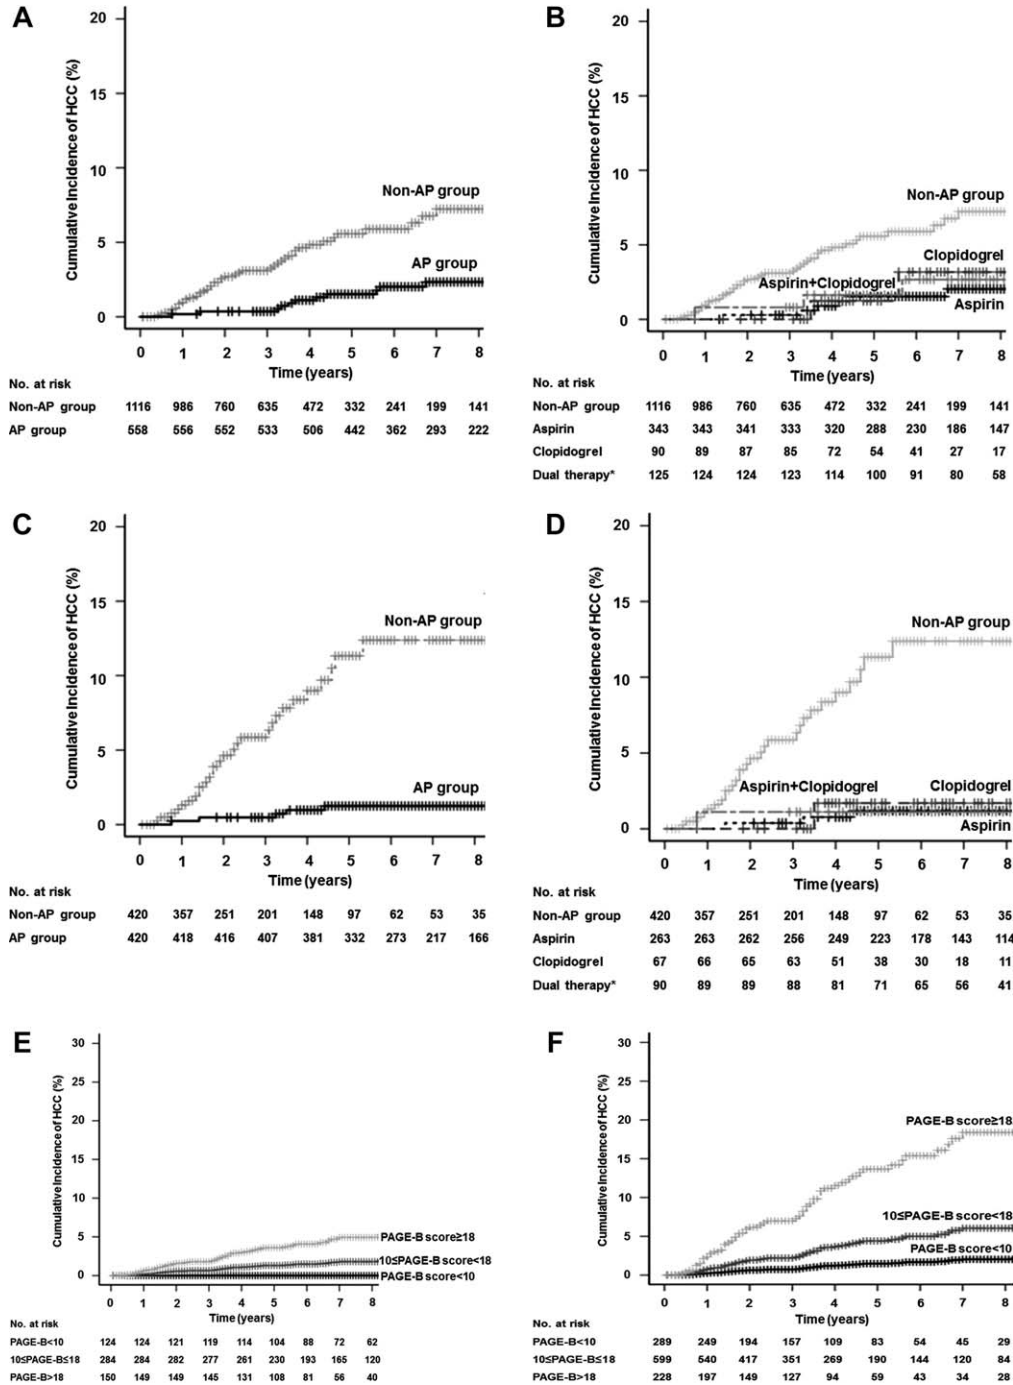 A
Cumulative Incidence of HCC (%)
20
15
10
5
0
Non-AP group
AP group
0 1 2 3 4 5 6 7 8
Time (years)
No. at risk
Non-AP group 1116 986 760 635 472 332 241 199 141
AP group 558 556 552 533 506 442 362 293 222
B
Cumulative Incidence of HCC (%)
20
15
10
5
0
Non-AP group
Clopidogrel
Aspirin+Clopidogrel
Aspirin
0 1 2 3 4 5 6 7 8
Time (years)
No. at risk
Non-AP group 1116 986 760 635 472 332 241 199 141
Aspirin 343 343 341 333 320 288 230 186 147
Clopidogrel 90 89 87 85 72 54 41 27 17
Dual therapy* 125 124 124 123 114 100 91 80 58
C
Cumulative Incidence of HCC (%)
20
15
10
5
0
Non-AP group
AP group
0 1 2 3 4 5 6 7 8
Time (years)
No. at risk
Non-AP group 420 357 251 201 148 97 62 53 35
AP group 420 418 416 407 381 332 273 217 166
D
Cumulative Incidence of HCC (%)
20
15
10
5
0
Non-AP group
Aspirin+Clopidogrel Clopidogrel
Aspirin
0 1 2 3 4 5 6 7 8
Time (years)
No. at risk
Non-AP group 420 357 251 201 148 97 62 53 35
Aspirin 263 263 262 256 249 223 178 143 114
Clopidogrel 67 66 65 63 51 38 30 18 11
Dual therapy* 90 89 89 88 81 71 65 56 41
E
Cumulative Incidence of HCC (%)
30
25
20
15
10
5
0
PAGE-B score≥18
10≤PAGE-B score<18
PAGE-B score<10
0 1 2 3 4 5 6 7 8
Time (years)
No. at risk
PAGE-B<10 124 124 121 119 114 104 88 72 62
10≤PAGE-B≤18 284 284 282 277 261 230 193 165 120
PAGE-B>18 150 149 149 145 131 108 81 56 40
F
Cumulative Incidence of HCC (%)
30
25
20
15
10
5
0
PAGE-B score≥18
10≤PAGE-B score<18
PAGE-B score<10
0 1 2 3 4 5 6 7 8
Time (years)
No. at risk
PAGE-B<10 289 249 194 157 109 83 54 45 29
10≤PAGE-B≤18 599 540 417 351 269 190 144 120 84
PAGE-B>18 228 197 149 127 94 59 43 34 28